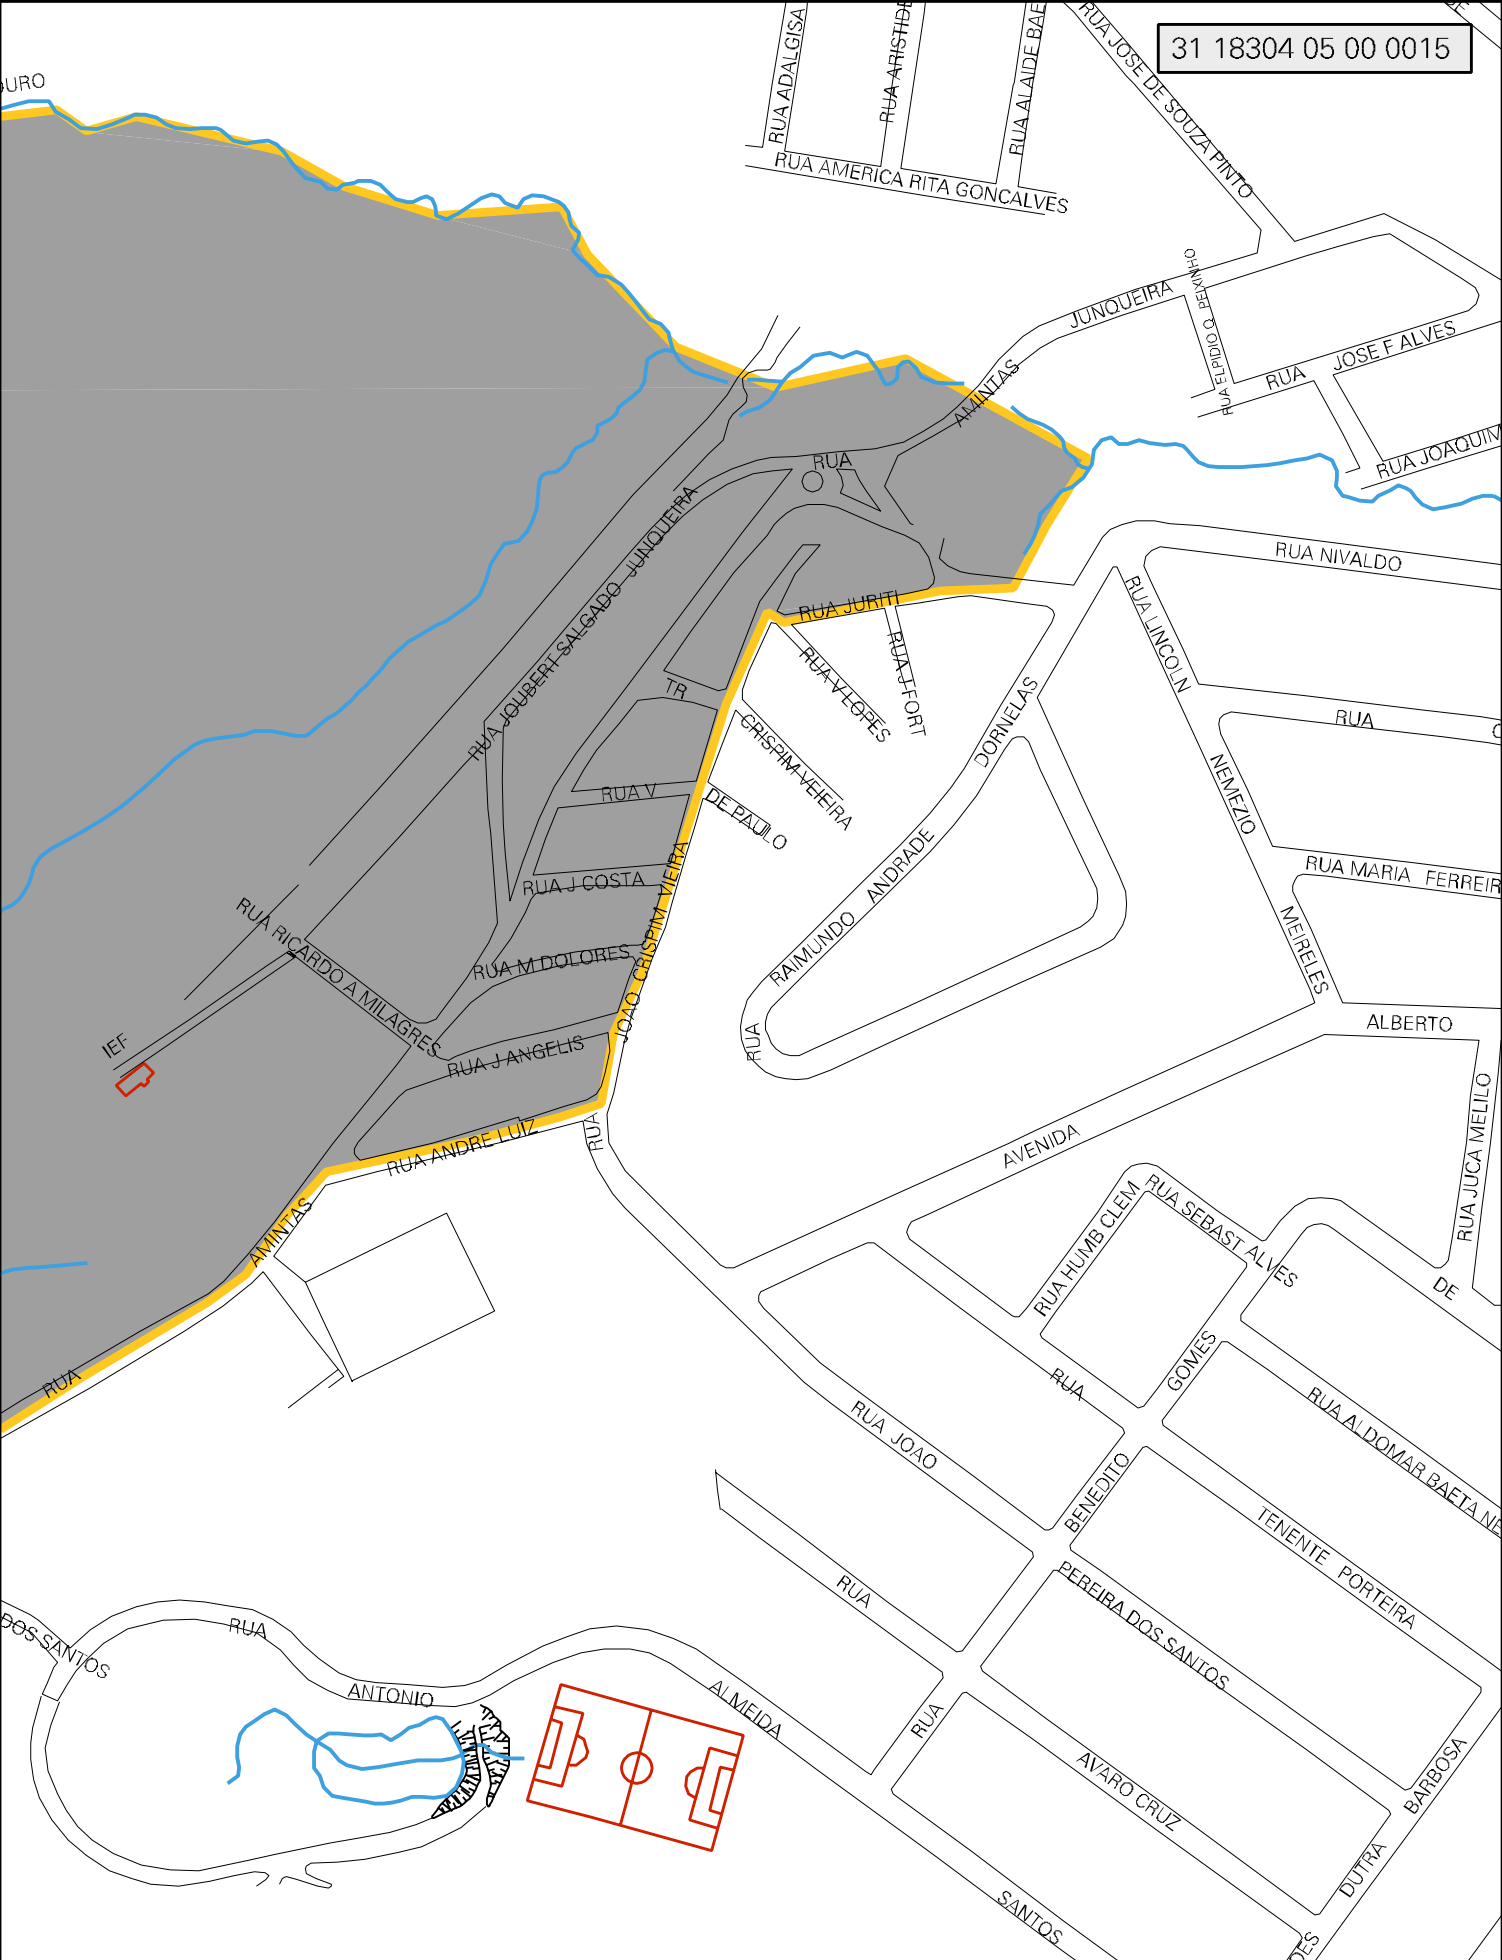 31 18304 05 00 0015
OURO
RUA ADALGISA
RUA ARISTIDE
RUA ALAIDE BAE
RUA JOSE DE SOUZA PINTO
DE
RUA AMERICA RITA GONCALVES
RUA ELPIDIO Q PEIXINHO
JUNQUEIRA
JOSE F ALVES
RUA
AMINTAS
RUA
RUA JOAQUIM
RUA JOUBERT SALGADO JUNQUEIRA
RUA NIVALDO
RUA JURITI
RUA LINCOLN
RUA V LOPES
RUA J FORT
TR
DORNELAS
RUA
CRISPIM VEIEIRA
NEMEZIO
RUA V
DE PAULO
RUA J COSTA
JOAO CRISPIM VIEIRA
ANDRADE
RUA MARIA FERREIR
RUA RICARDO A MILAGRES
RAIMUNDO
MEIRELES
RUA M DOLORES
IEF
RUA
ALBERTO
RUA J ANGELIS
RUA ANDRE LUIZ
RUA
AVENIDA
RUA JUCA MELILO
AMINTAS
RUA HUMB CLEM
RUA SEBAST ALVES
DE
RUA
RUA
GOMES
RUA ALDOMAR BAETA NE
RUA JOAO
BENEDITO
TENENTE PORTEIRA
RUA
PEREIRA DOS SANTOS
DOS SANTOS
RUA
ANTONIO
ALMEIDA
RUA
AVARO CRUZ
BARBOSA
DUTRA
SANTOS
DES